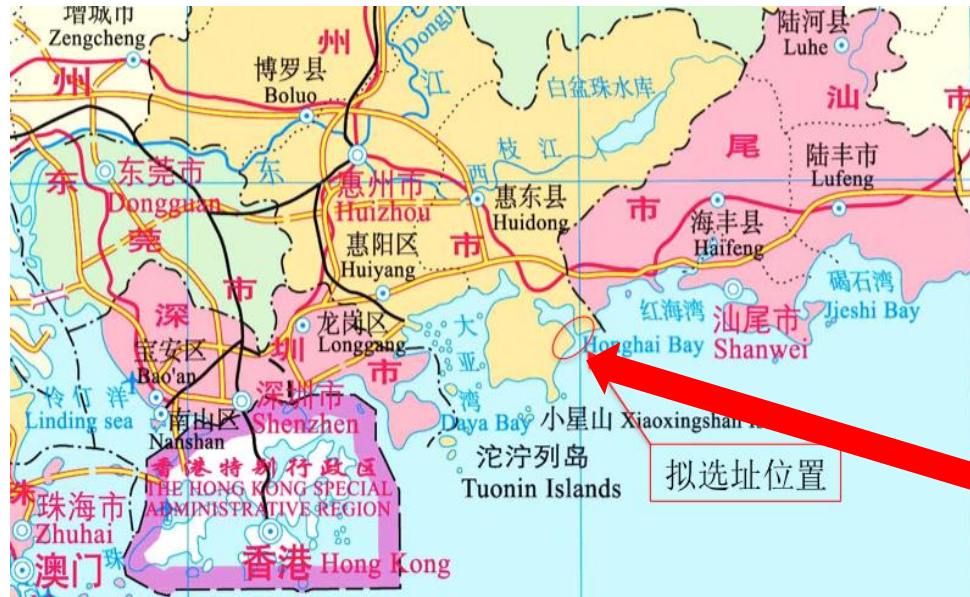 增城市
Zengcheng
州
博罗县
Boluo
州
江
Dongji
陆河县
Luhe
白盆珠水库
汕
市
尾
东莞市
Dongguan
东
惠州市
Huizhou
西
枝
江
惠东县
Huidong
陆丰市
Lufeng
东
莞
市
惠阳区
Huiyang
市
市
海丰县
Haifeng
深
龙岗区
Longgang
圳
市
大
亚
湾
Daya Bay
红海湾
Honghai Bay
汕尾市
Shanwei
碣石湾
Jieshi Bay
宝安区
Bao'an
伶仃洋
Linding sea
南山区
Nanshan
深圳市
Shenzhen
小星山 Xiaoxingshan Is
沱泞列岛
Tuonin Islands
拟选址位置
香港特别行政区
THE HONG KONG SPECIAL
ADMINISTRATIVE REGION
珠
珠海市
Zhuhai
澳门
珠
香港 Hong Kong